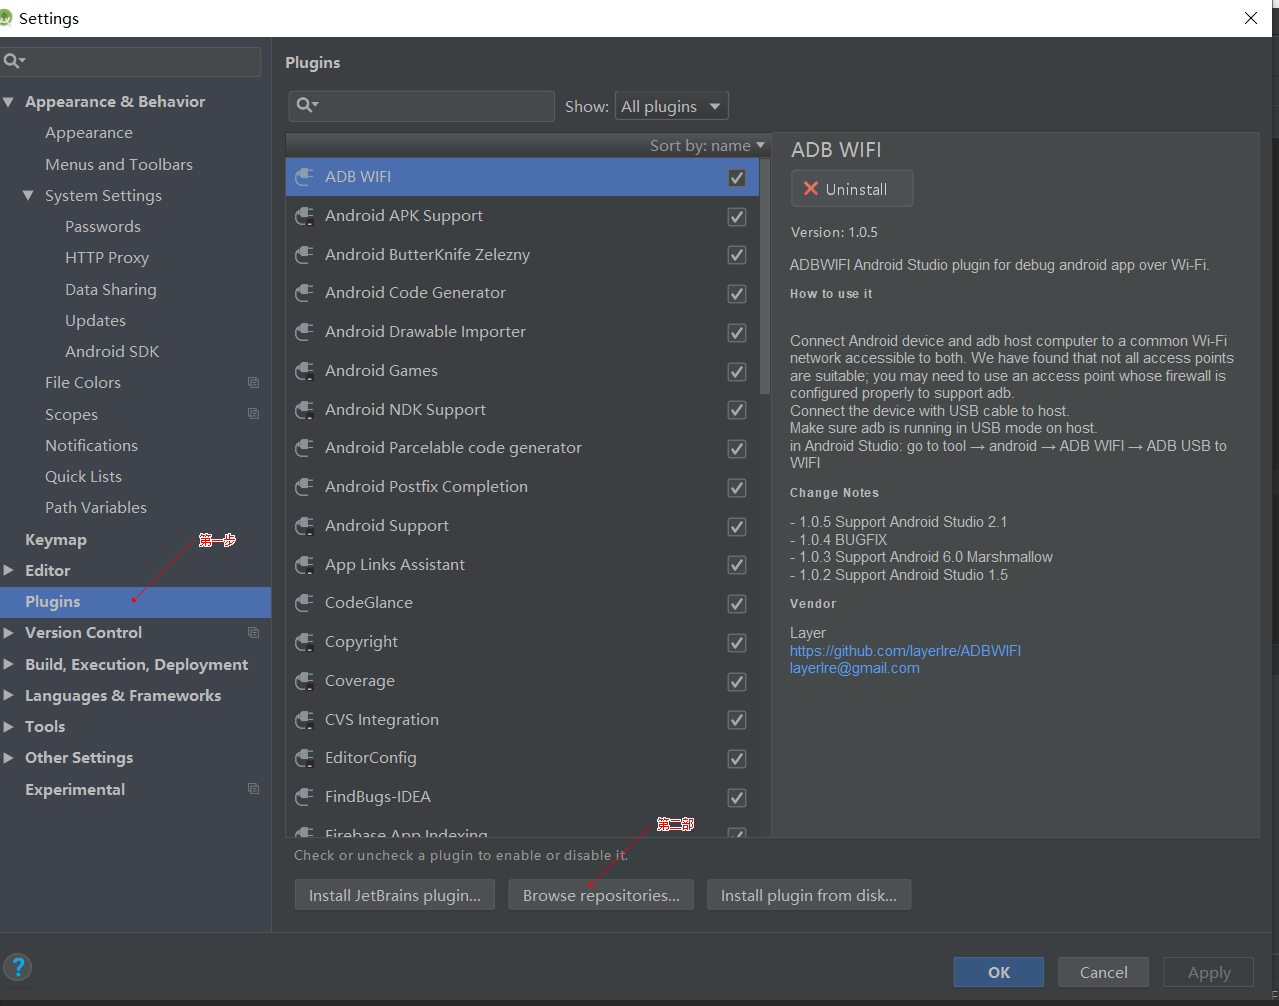 Settings
Plugins
Show: All plugins
Appearance & Behavior
Appearance
Menus and Toolbars
System Settings
Passwords
HTTP Proxy
Data Sharing
Updates
Android SDK
File Colors
Scopes
Notifications
Quick Lists
Path Variables
Keymap
第一步
Editor
Plugins
Version Control
Build, Execution, Deployment
Languages & Frameworks
Tools
Other Settings
Experimental
Sort by: name
ADB WIFI
Android APK Support
Android ButterKnife Zelezny
Android Code Generator
Android Drawable Importer
Android Games
Android NDK Support
Android Parcelable code generator
Android Postfix Completion
Android Support
App Links Assistant
CodeGlance
Copyright
Coverage
CVS Integration
EditorConfig
FindBugs-IDEA
Firebase App Indexing
第二部
ADB WIFI
Uninstall
Version: 1.0.5
ADBWIFI Android Studio plugin for debug android app over Wi-Fi.
How to use it
Connect Android device and adb host computer to a common Wi-Fi
network accessible to both. We have found that not all access points
are suitable; you may need to use an access point whose firewall is
configured properly to support adb.
Connect the device with USB cable to host.
Make sure adb is running in USB mode on host.
in Android Studio: go to tool → android → ADB WIFI → ADB USB to
WIFI
Change Notes
- 1.0.5 Support Android Studio 2.1
- 1.0.4 BUGFIX
- 1.0.3 Support Android 6.0 Marshmallow
- 1.0.2 Support Android Studio 1.5
Vendor
Layer
https://github.com/layerlre/ADBWIFI
layerlre@gmail.com
Check or uncheck a plugin to enable or disable it.
Install JetBrains plugin...
Browse repositories...
Install plugin from disk...
?
OK
Cancel
Apply